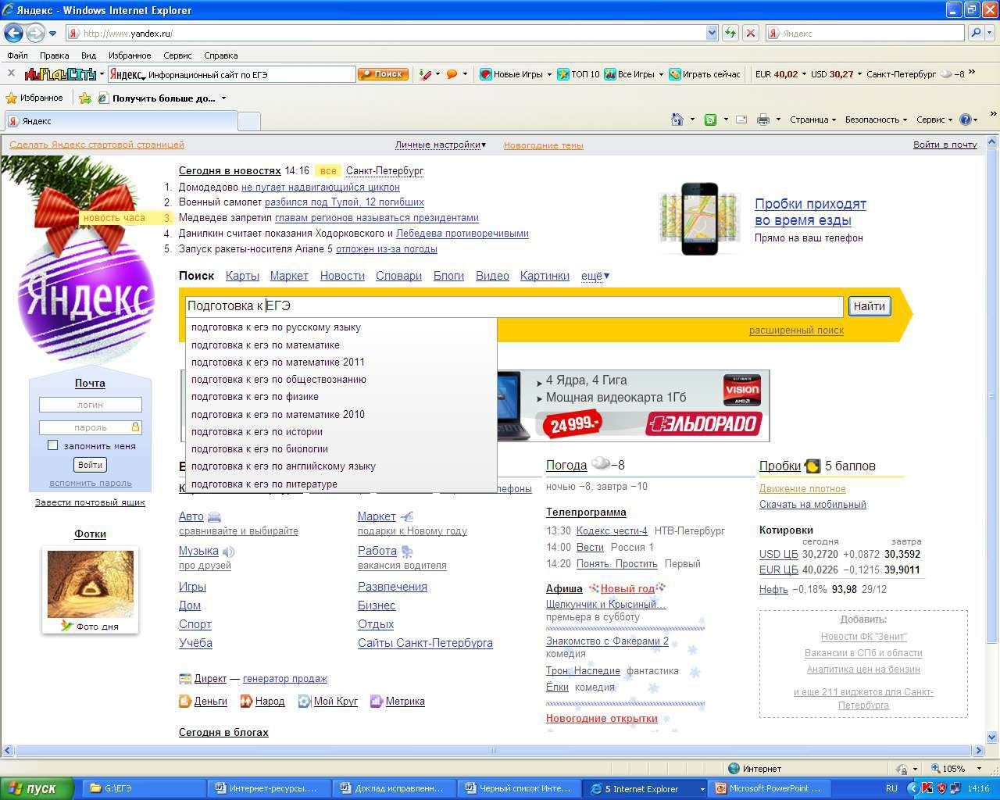 Яндекс - Windows Internet Explorer
http://www.yandex.ru/
Яндекс
Файл Правка Вид Избранное Сервис Справка
MyPlayCity Яндекс Информационный сайт по ЕГЭ Поиск Новые Игры ТОП 10 Все Игры Играть сейчас EUR 40,02 USD 30,27 Санкт-Петербург −8 »
Избранное Получить больше до...
Яндекс Страница Безопасность Сервис »
Сделать Яндекс стартовой страницей Личные настройки▾ Новогодние темы Войти в почту
Сегодня в новостях 14:16 все Санкт-Петербург
1. Домодедово не пугает надвигающийся циклон
2. Военный самолет разбился под Тулой, 12 погибших
новость часа 3. Медведев запретил главам регионов называться президентами
4. Данилкин считает показания Ходорковского и Лебедева противоречивыми
5. Запуск ракеты-носителя Ariane 5 отложен из-за погоды
Пробки приходят
во время езды
Прямо на ваш телефон
Яндекс
Поиск Карты Маркет Новости Словари Блоги Видео Картинки ещё▾
Подготовка к ЕГЭ Найти
расширенный поиск
подготовка к егэ по русскому языку
подготовка к егэ по математике
подготовка к егэ по математике 2011
подготовка к егэ по обществознанию
подготовка к егэ по физике
подготовка к егэ по математике 2010
подготовка к егэ по истории
подготовка к егэ по биологии
подготовка к егэ по английскому языку
подготовка к егэ по литературе
4 Ядра, 4 Гига
Мощная видеокарта 1Гб
24 999.-
ЭЛЬДОРАДО
VISION
AMD
Почта
логин
пароль
запомнить меня
Войти
вспомнить пароль
Завести почтовый ящик
Фотки
Фото дня
Авто
сравнивайте и выбирайте
Музыка
про друзей
Игры
Дом
Спорт
Учёба
Маркет
подарки к Новому году
Работа
вакансия водителя
Развлечения
Бизнес
Отдых
Сайты Санкт-Петербурга
Директ — генератор продаж
Деньги Народ Мой Круг Метрика
Сегодня в блогах
Погода −8
ночью −8, завтра −10
Телепрограмма
13:30 Кодекс чести-4 НТВ-Петербург
14:00 Вести Россия 1
14:20 Понять. Простить Первый
Афиша Новый год
Щелкунчик и Крысиный...
премьера в субботу
Знакомство с Факерами 2
комедия
Трон: Наследие фантастика
Ёлки комедия
Новогодние открытки
Пробки 5 баллов
Движение плотное
Скачать на мобильный
Котировки
сегодня завтра
USD ЦБ 30,2720 +0,0872 30,3592
EUR ЦБ 40,0226 −0,1215 39,9011
Нефть −0,18% 93,98 29/12
Добавить:
Новости ФК "Зенит"
Вакансии в СПб и области
Аналитика цен на бензин
и еще 211 виджетов для Санкт-
Петербурга
Интернет 105%
пуск G:\ЕГЭ Интернет-ресурсы.... Доклад исправленн... Черный список Инте... 5 Internet Explorer Microsoft PowerPoint ... RU 14:16